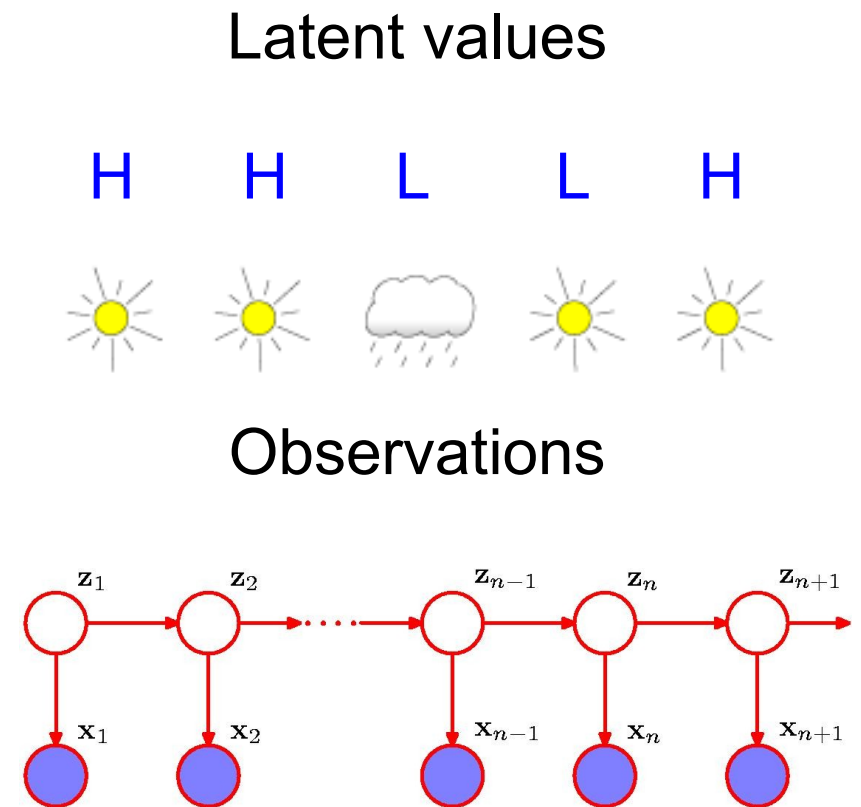 Latent values
H H L L H
Observations
z₁ z₂ zₙ₋₁ zₙ zₙ₊₁
x₁ x₂ xₙ₋₁ xₙ xₙ₊₁